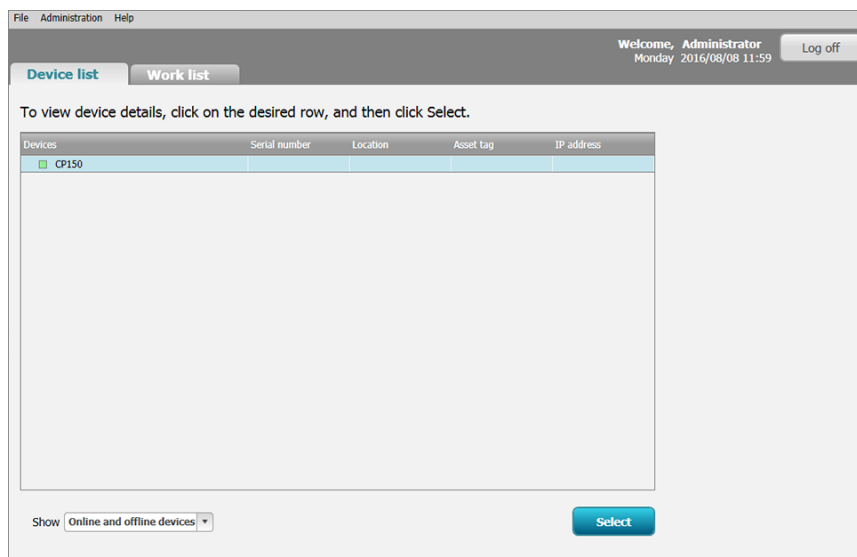 File Administration Help
Welcome, Administrator
Monday 2016/08/08 11:59
Log off
Device list
Work list
To view device details, click on the desired row, and then click Select.
Devices Serial number Location Asset tag IP address
CP150
Show Online and offline devices
Select